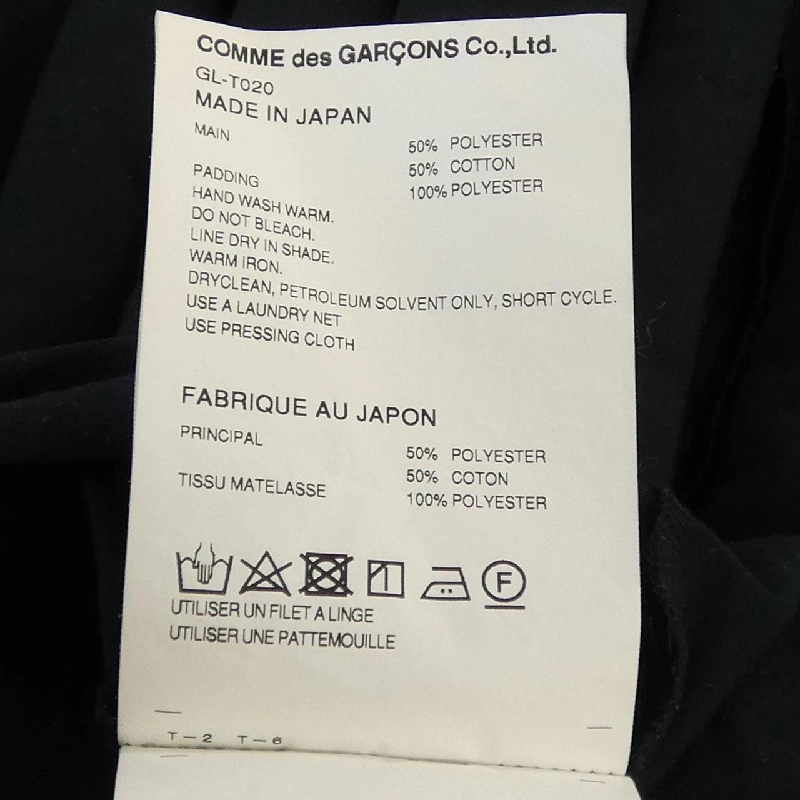 COMME des GARÇONS Co.,Ltd.
GL-T020
MADE IN JAPAN
MAIN 50% POLYESTER
50% COTTON
PADDING 100% POLYESTER
HAND WASH WARM.
DO NOT BLEACH.
LINE DRY IN SHADE.
WARM IRON.
DRYCLEAN, PETROLEUM SOLVENT ONLY, SHORT CYCLE.
USE A LAUNDRY NET
USE PRESSING CLOTH
FABRIQUE AU JAPON
PRINCIPAL 50% POLYESTER
50% COTON
TISSU MATELASSE 100% POLYESTER
F
UTILISER UN FILET A LINGE
UTILISER UNE PATTEMOUILLE
T-2 T-6